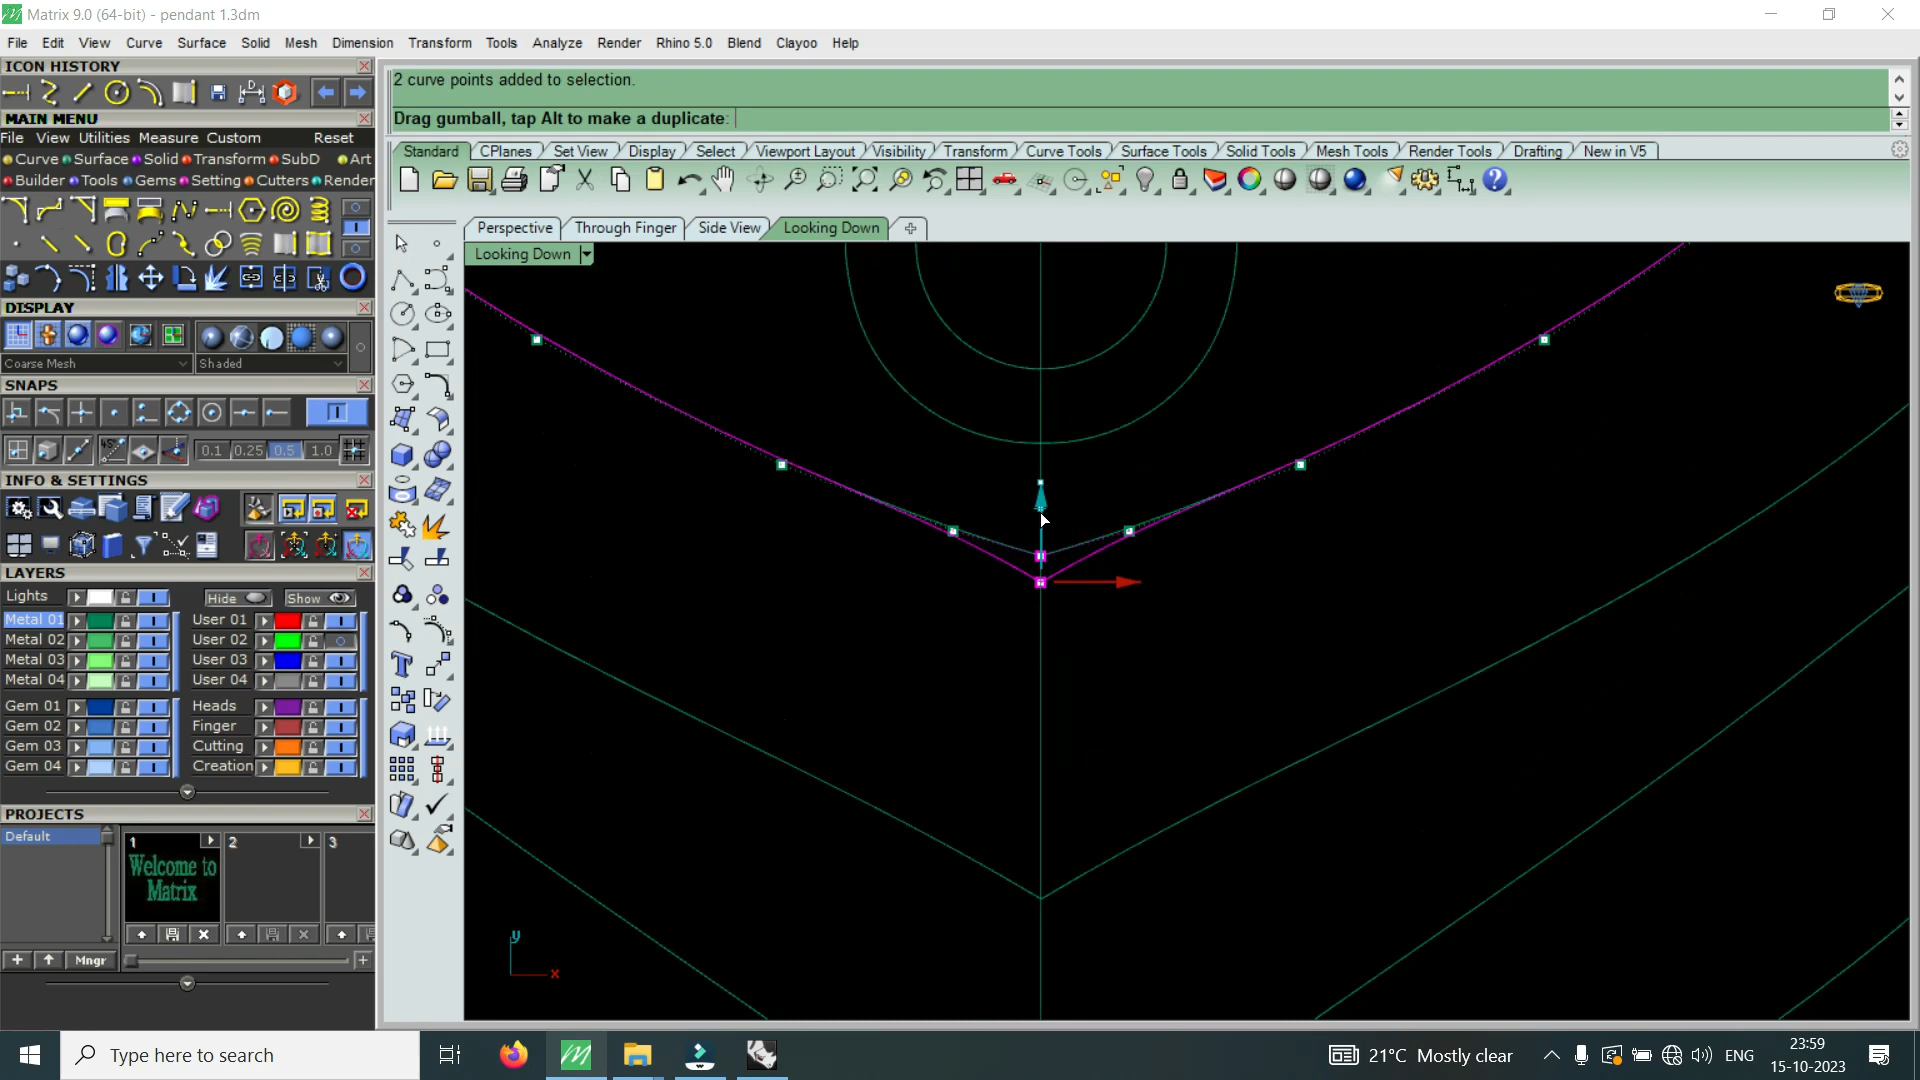 Matrix 9.0 (64-bit) - pendant 1.3dm
File Edit View Curve Surface Solid Mesh Dimension Transform Tools Analyze Render Rhino 5.0 Blend Clayoo Help
ICON HISTORY
2 curve points added to selection.
Drag gumball, tap Alt to make a duplicate:
MAIN MENU
File View Utilities Measure Custom Reset
Curve Surface Solid Transform SubD Art
Builder Tools Gems Setting Cutters Render
Standard CPlanes Set View Display Select Viewport Layout Visibility Transform Curve Tools Surface Tools Solid Tools Mesh Tools Render Tools Drafting New in V5
Perspective Through Finger Side View Looking Down
Looking Down
DISPLAY
Coarse Mesh Shaded
SNAPS
0.1 0.25 0.5 1.0
INFO & SETTINGS
LAYERS
Lights Hide Show
Metal 01 User 01
Metal 02 User 02
Metal 03 User 03
Metal 04 User 04
Gem 01 Heads
Gem 02 Finger
Gem 03 Cutting
Gem 04 Creation
PROJECTS
Default
1 2 3
Welcome to
Matrix
Mngr
y
x
Type here to search
21°C Mostly clear
ENG
23:59
15-10-2023